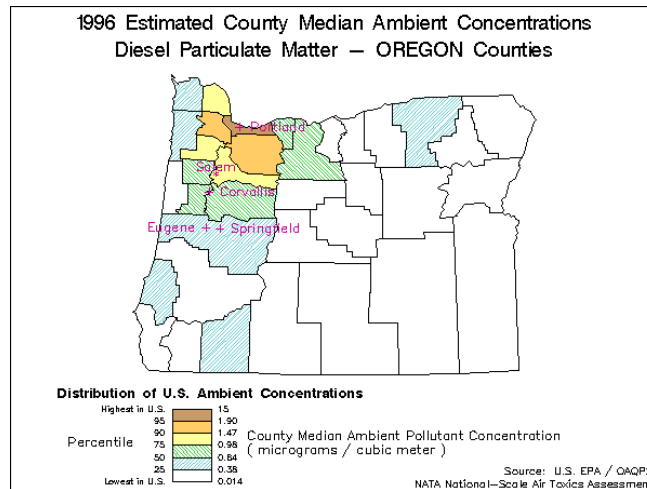 1996 Estimated County Median Ambient Concentrations
Diesel Particulate Matter — OREGON Counties
+ Portland
Salem
+
+ Corvallis
Eugene + + Springfield
Distribution of U.S. Ambient Concentrations
Highest in U.S. 15
95 1.90
90 1.47
75 0.98
50 0.64
25 0.38
Lowest in U.S. 0.014
Percentile
County Median Ambient Pollutant Concentration
( micrograms / cubic meter )
Source: U.S. EPA / OAQPS
NATA National-Scale Air Toxics Assessment